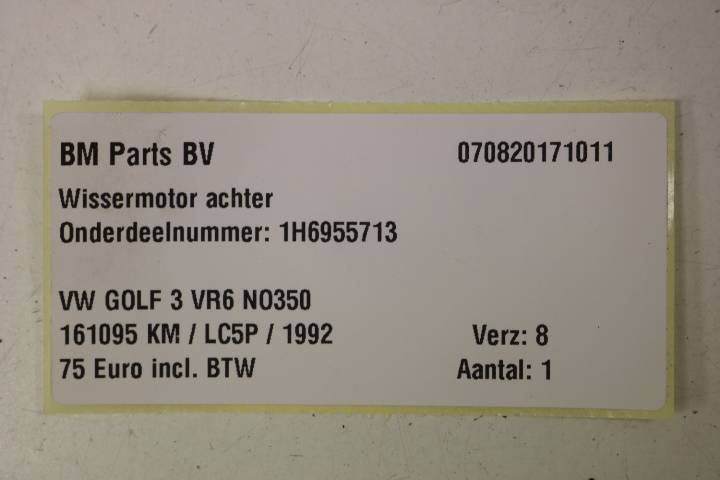 BM Parts BV 070820171011
Wissermotor achter
Onderdeelnummer: 1H6955713
VW GOLF 3 VR6 NO350
161095 KM / LC5P / 1992 Verz: 8
75 Euro incl. BTW Aantal: 1